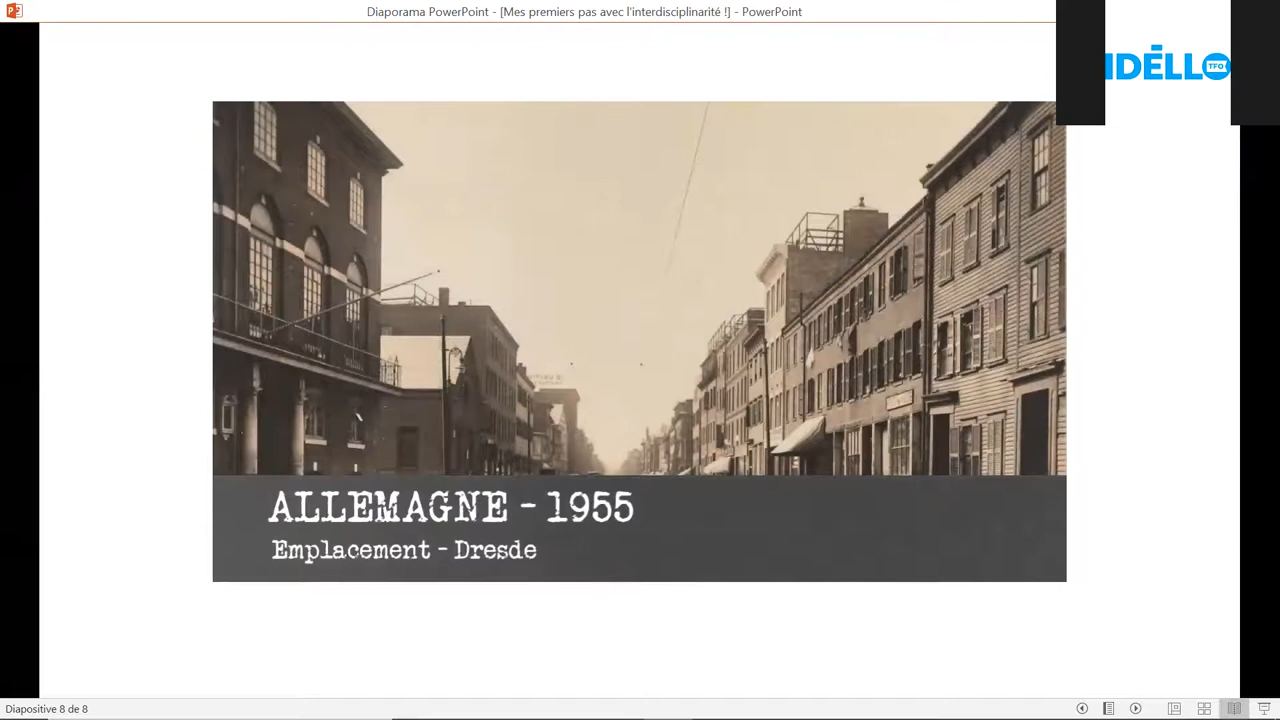 Diaporama PowerPoint - [Mes premiers pas avec l'interdisciplinarité !] - PowerPoint
IDÉLLO
TFO
ALLEMAGNE - 1955
Emplacement - Dresde
Diapositive 8 de 8